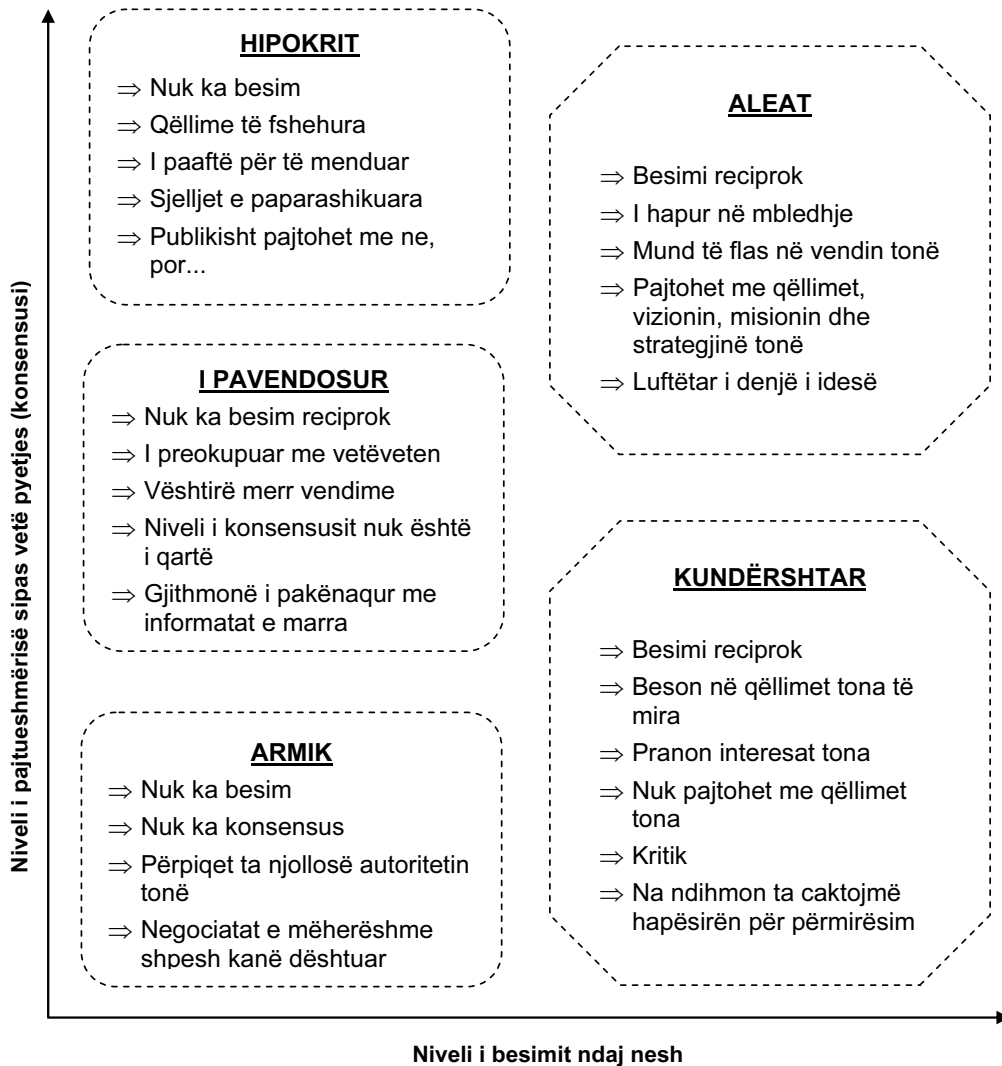 Niveli i pajtueshmërisë sipas vetë pyetjes (konsensusi)
HIPOKRIT
⇒ Nuk ka besim
⇒ Qëllime të fshehura
⇒ I paaftë për të menduar
⇒ Sjelljet e paparashikuara
⇒ Publikisht pajtohet me ne,
por...
ALEAT
⇒ Besimi reciprok
⇒ I hapur në mbledhje
⇒ Mund të flas në vendin tonë
⇒ Pajtohet me qëllimet,
vizionin, misionin dhe
strategjinë tonë
⇒ Luftëtar i denjë i idesë
I PAVENDOSUR
⇒ Nuk ka besim reciprok
⇒ I preokupuar me vetëveten
⇒ Vështirë merr vendime
⇒ Niveli i konsensusit nuk është
i qartë
⇒ Gjithmonë i pakënaqur me
informatat e marra
KUNDËRSHTAR
⇒ Besimi reciprok
⇒ Beson në qëllimet tona të
mira
⇒ Pranon interesat tona
⇒ Nuk pajtohet me qëllimet
tona
⇒ Kritik
⇒ Na ndihmon ta caktojmë
hapësirën për përmirësim
ARMIK
⇒ Nuk ka besim
⇒ Nuk ka konsensus
⇒ Përpiqet ta njollosë autoritetin
tonë
⇒ Negociatat e mëhershme
shpesh kanë dështuar
Niveli i besimit ndaj nesh